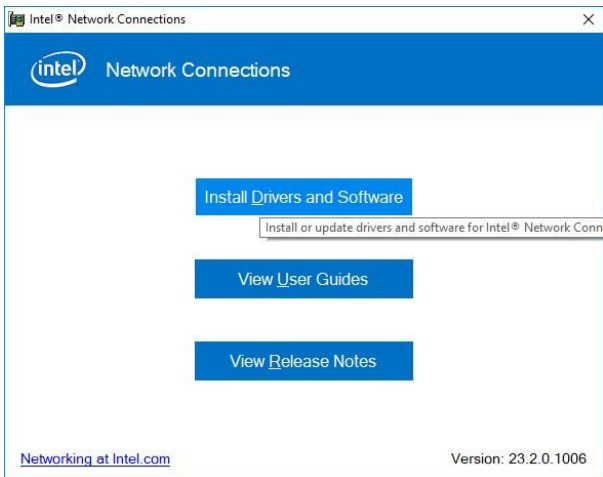 Intel® Network Connections
intel
Network Connections
Install Drivers and Software
Install or update drivers and software for Intel® Network Conn
View User Guides
View Release Notes
Networking at Intel.com
Version: 23.2.0.1006